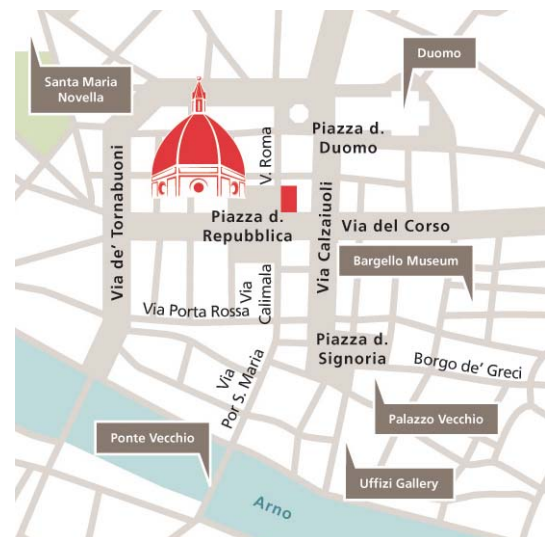 Santa Maria
Novella
Duomo
Piazza d.
Duomo
V. Roma
Via de' Tornabuoni
Piazza d.
Repubblica
Via Calzaiuoli
Via del Corso
Bargello Museum
Via Porta Rossa
Via
Calimala
Piazza d.
Signoria
Borgo de' Greci
Via
Por S. Maria
Palazzo Vecchio
Ponte Vecchio
Uffizi Gallery
Arno